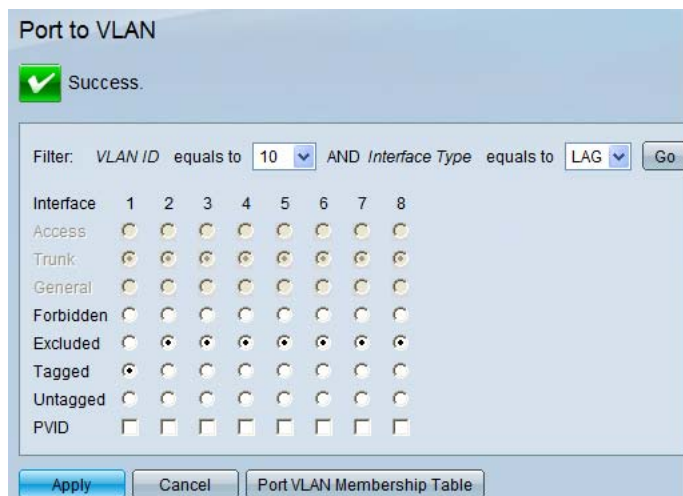 Port to VLAN
Success.
Filter: VLAN ID equals to 10 AND Interface Type equals to LAG Go
Interface 1 2 3 4 5 6 7 8
Access
Trunk
General
Forbidden
Excluded
Tagged
Untagged
PVID
Apply Cancel Port VLAN Membership Table